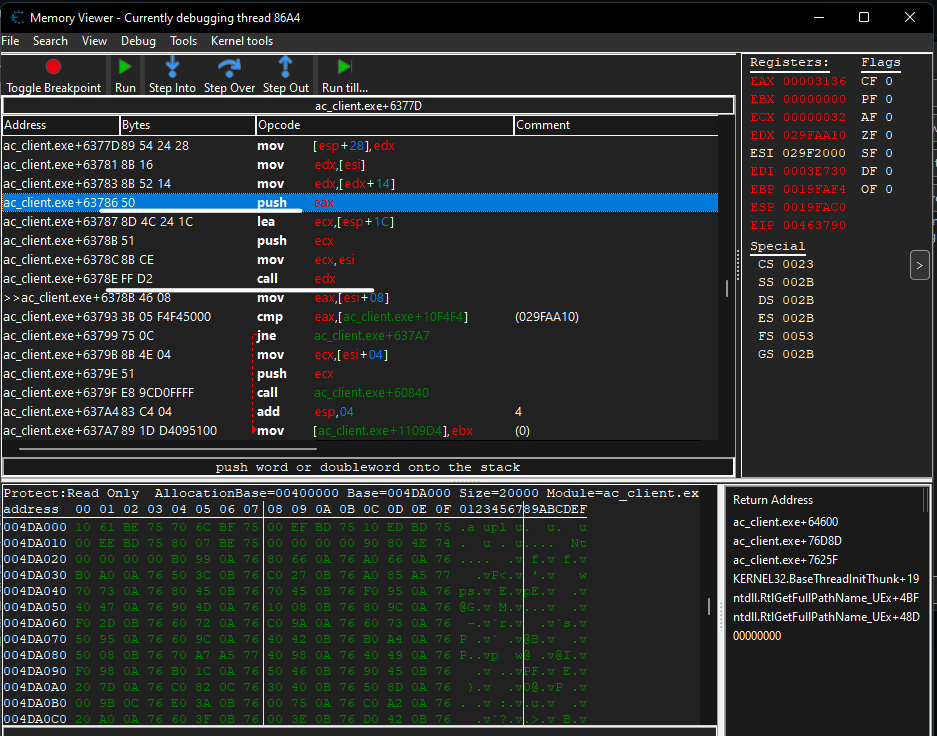 Memory Viewer - Currently debugging thread 86A4
File Search View Debug Tools Kernel tools
Toggle Breakpoint Run Step Into Step Over Step Out Run till...
ac_client.exe+6377D
Address Bytes Opcode Comment
ac_client.exe+6377D 89 54 24 28 mov [esp+28],edx
ac_client.exe+63781 8B 16 mov edx,[esi]
ac_client.exe+63783 8B 52 14 mov edx,[edx+14]
ac_client.exe+63786 50 push eax
ac_client.exe+63787 8D 4C 24 1C lea ecx,[esp+1C]
ac_client.exe+6378B 51 push ecx
ac_client.exe+6378C 8B CE mov ecx,esi
ac_client.exe+6378E FF D2 call edx
>>ac_client.exe+6378B 46 08 mov eax,[esi+08]
ac_client.exe+63793 3B 05 F4F45000 cmp eax,[ac_client.exe+10F4F4] (029FAA10)
ac_client.exe+63799 75 0C jne ac_client.exe+637A7
ac_client.exe+6379B 8B 4E 04 mov ecx,[esi+04]
ac_client.exe+6379E 51 push ecx
ac_client.exe+6379F E8 9CD0FFFF call ac_client.exe+60840
ac_client.exe+637A4 83 C4 04 add esp,04 4
ac_client.exe+637A7 89 1D D4095100 mov [ac_client.exe+1109D4],ebx (0)
push word or doubleword onto the stack
Registers: Flags
EAX 00003136 CF 0
EBX 00000000 PF 0
ECX 00000032 AF 0
EDX 029FAA10 ZF 0
ESI 029F2000 SF 0
EDI 0003E730 DF 0
EBP 0019FAF4 OF 0
ESP 0019FAC0
EIP 00463790
Special
CS 0023
SS 002B
DS 002B
ES 002B
FS 0053
GS 002B
>
Protect:Read Only AllocationBase=00400000 Base=004DA000 Size=20000 Module=ac_client.ex
address 00 01 02 03 04 05 06 07 08 09 0A 0B 0C 0D 0E 0F 0123456789ABCDEF
004DA000 10 61 BE 75 70 6C BF 75 00 EF BD 75 10 ED BD 75 .a upl u. u. u
004DA010 00 EE BD 75 80 07 BE 75 00 00 00 00 90 80 4E 74 . u . u.... Nt
004DA020 00 00 00 00 B0 99 0A 76 80 66 0A 76 A0 66 0A 76 .... .v f.v f.v
004DA030 B0 A0 0A 76 50 3C 0B 76 C0 27 0B 76 A0 85 A5 77 .vP<.v '.v w
004DA040 70 73 0A 76 80 45 0B 76 70 45 0B 76 F0 8A 0A 76 ps.v E.vpE.v .v
004DA050 40 47 0A 76 90 4D 0A 76 10 08 0B 76 80 9C 0A 76 @G.v M.v...v .v
004DA060 F0 2D 0B 76 60 72 0A 76 C0 9A 0A 76 60 73 0A 76 -.v`r.v .v`s.v
004DA070 50 95 0A 76 60 9C 0A 76 40 42 0B 76 B0 A4 0A 76 P .v` .v@B.v .v
004DA080 50 08 0B 76 70 A7 A5 77 40 98 0A 76 40 49 0A 76 P..vp w@ .v@I.v
004DA090 F0 98 0A 76 B0 1C 0A 76 50 46 0B 76 90 45 0B 76 .v ..vPF.v E.v
004DA0A0 20 7D 0A 76 C0 82 0C 76 30 40 0B 76 50 8D 0A 76 }.v .v0@.vP .v
004DA0B0 00 9B 0C 76 E0 3A 0B 76 00 75 0A 76 C0 A2 0A 76 . .v :.v.u.v .v
004DA0C0 20 A0 0A 76 60 3F 0B 76 00 3E 0B 76 D0 42 0B 76 .v`?.v.>.v B.v
Return Address
ac_client.exe+64600
ac_client.exe+76D8D
ac_client.exe+7625F
KERNEL32.BaseThreadInitThunk+19
ntdll.RtlGetFullPathName_UEx+4BF
ntdll.RtlGetFullPathName_UEx+48D
00000000